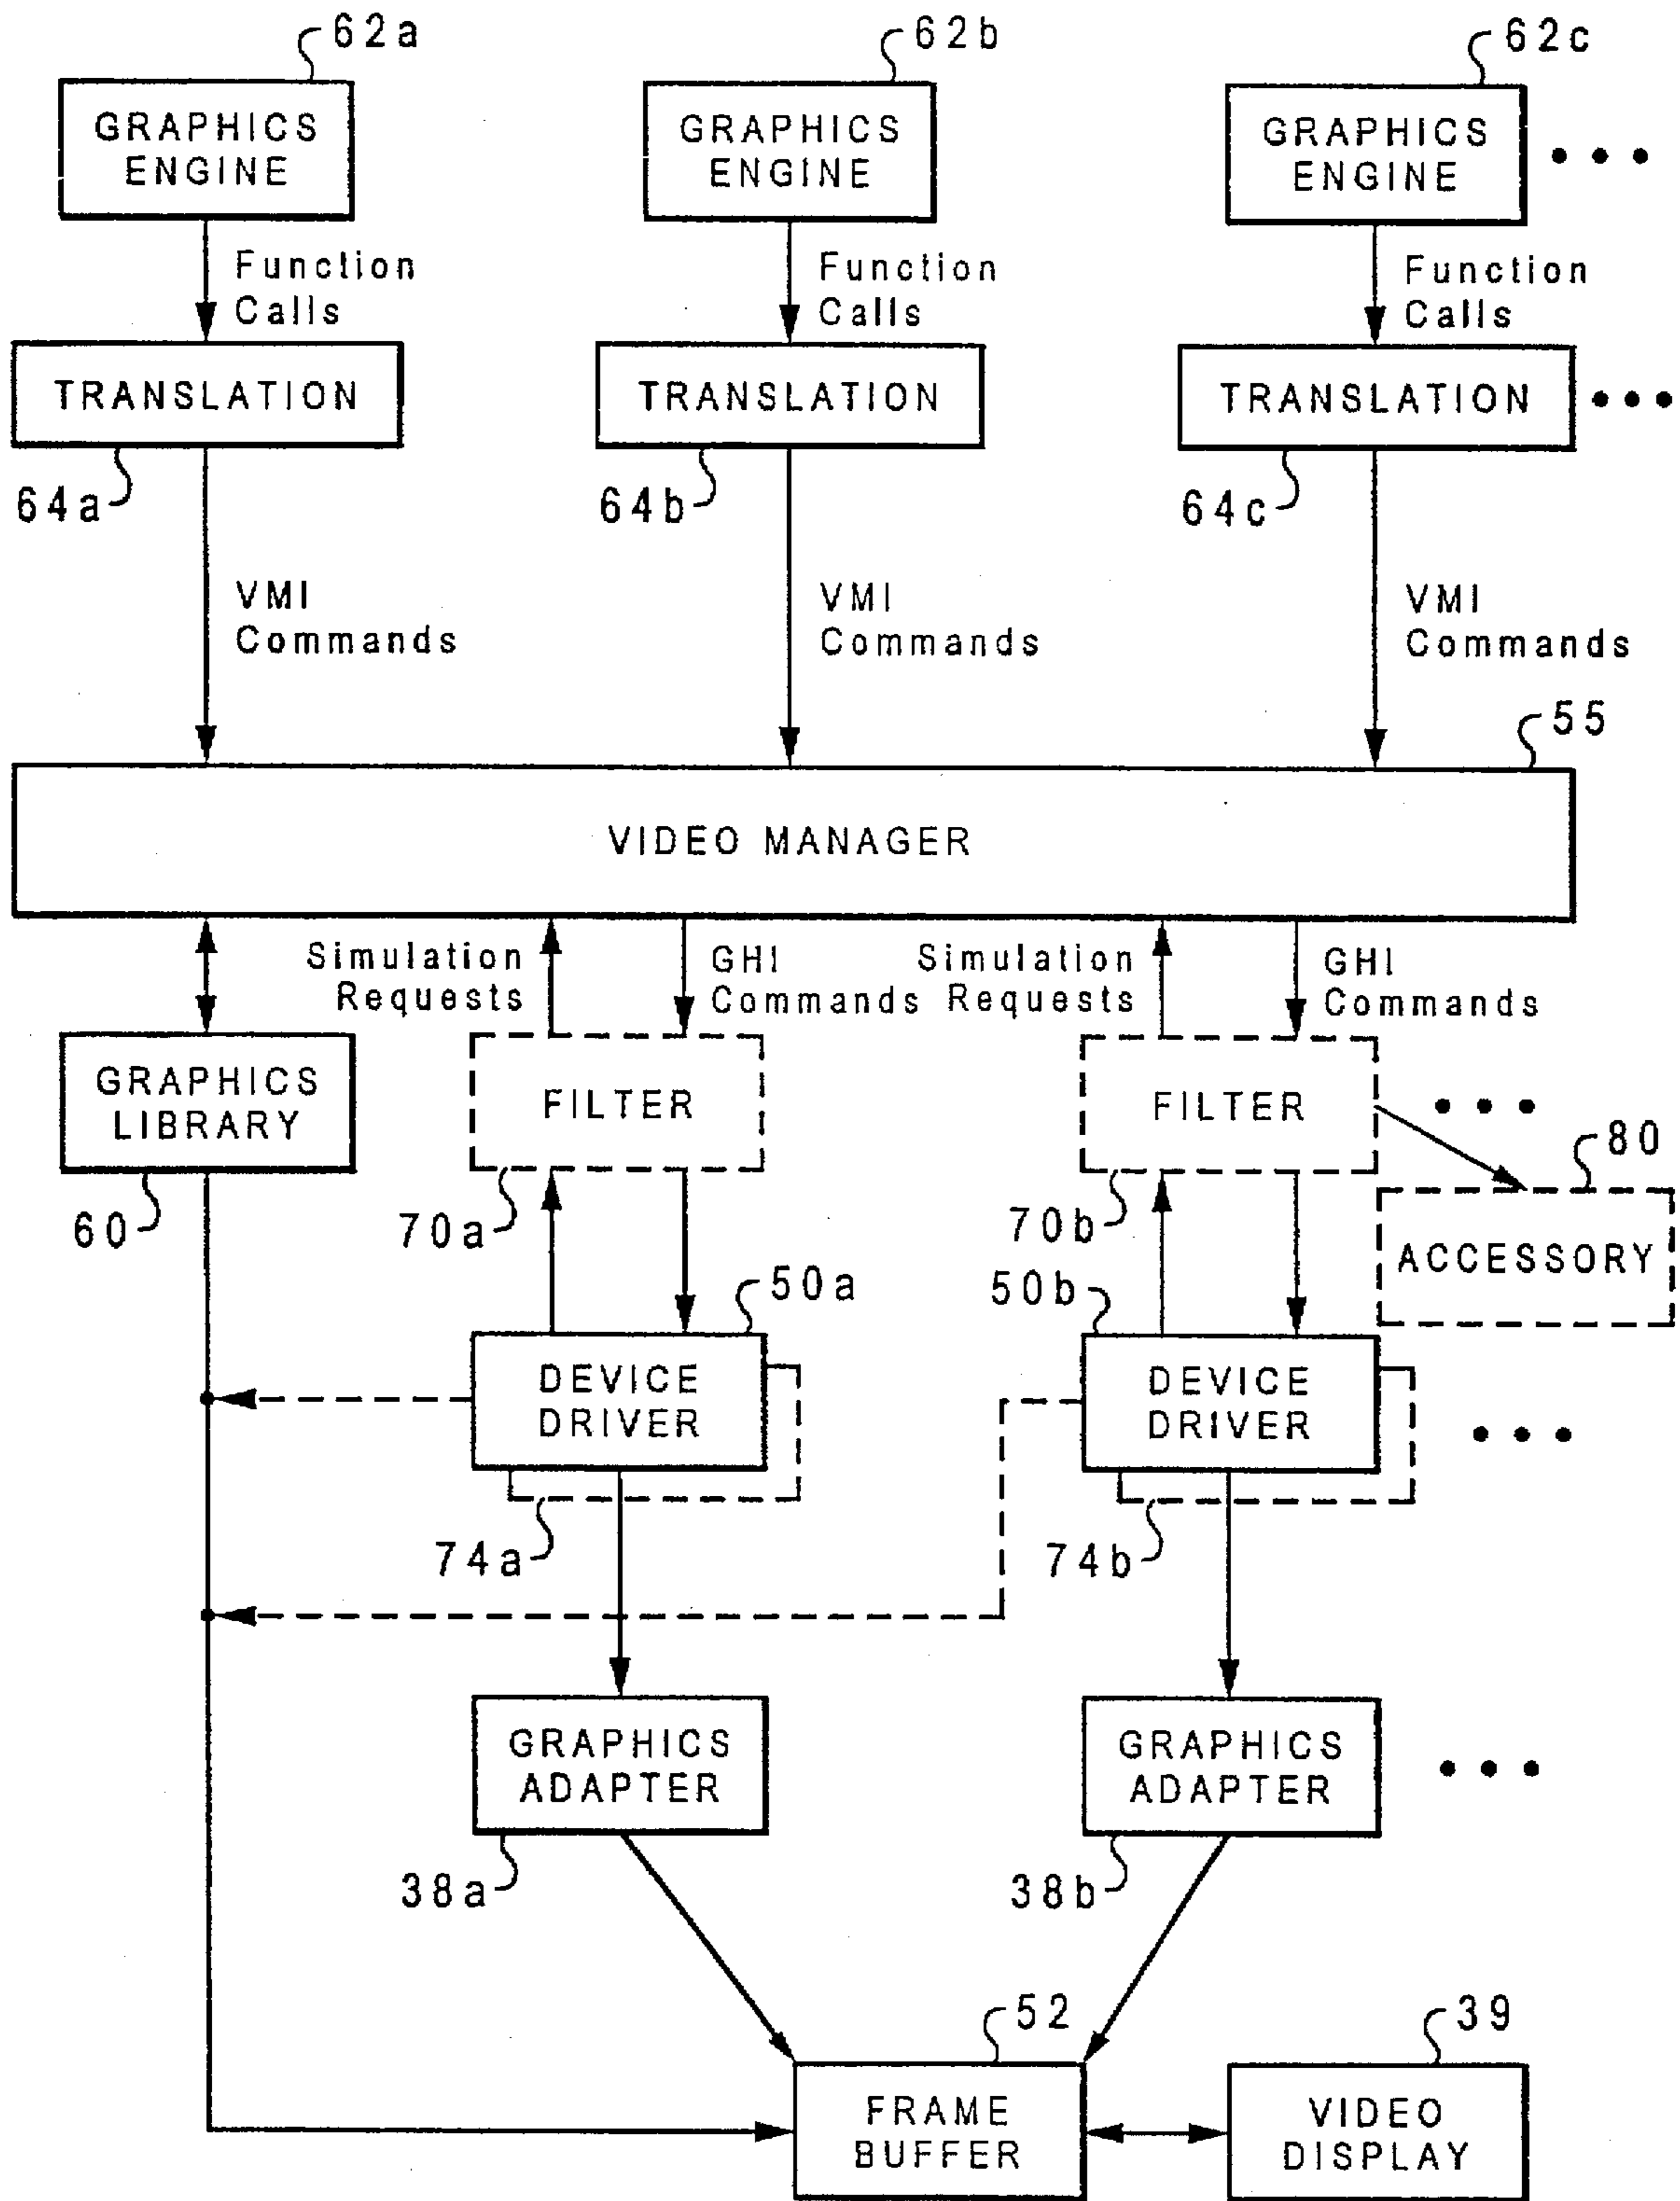 62a
62b
62c
GRAPHICS
ENGINE
GRAPHICS
ENGINE
GRAPHICS
ENGINE
Function
Calls
Function
Calls
Function
Calls
TRANSLATION
TRANSLATION
TRANSLATION
64a
64b
64c
VMI
Commands
VMI
Commands
VMI
Commands
55
VIDEO MANAGER
Simulation
Requests
GHI
Commands
Simulation
Requests
GHI
Commands
GRAPHICS
LIBRARY
FILTER
FILTER
60
70a
70b
80
ACCESSORY
50a
50b
DEVICE
DRIVER
DEVICE
DRIVER
74a
74b
GRAPHICS
ADAPTER
GRAPHICS
ADAPTER
38a
38b
52
39
FRAME
BUFFER
VIDEO
DISPLAY